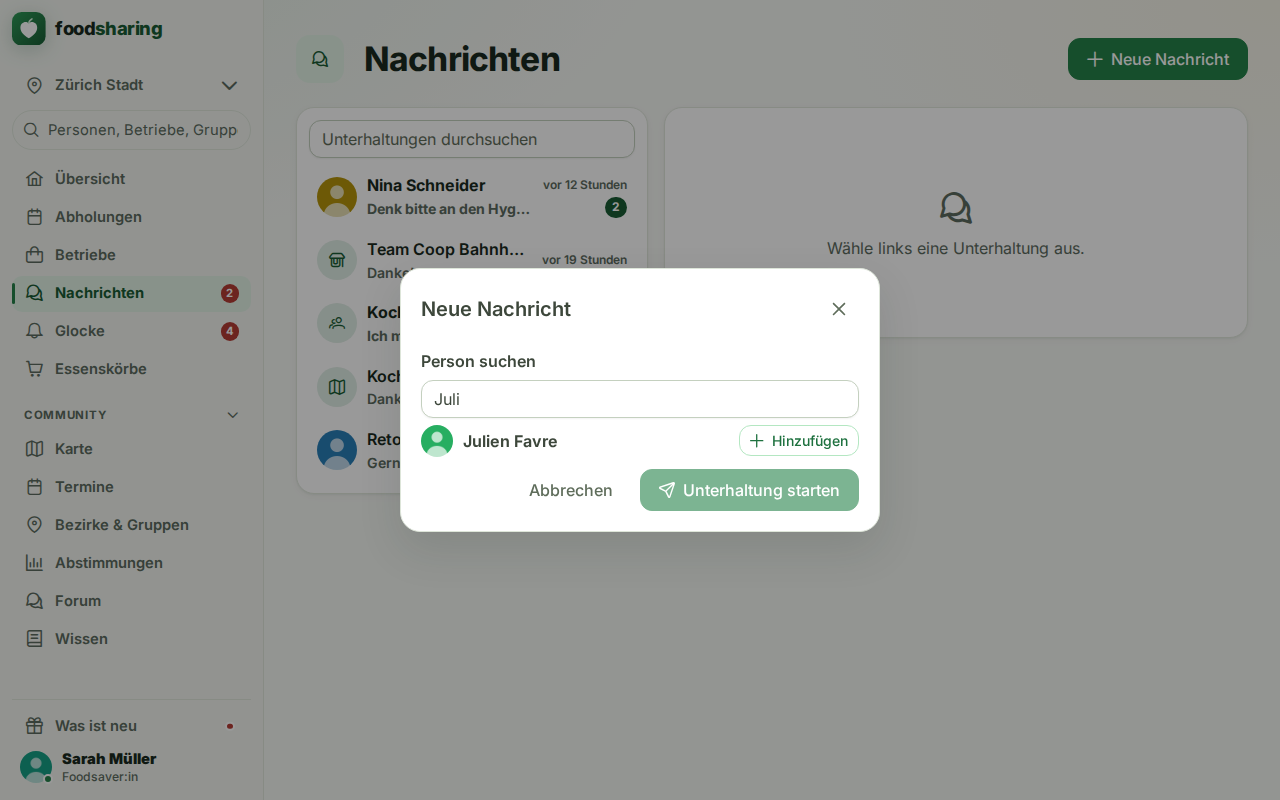 foodsharing
Zürich Stadt
Personen, Betriebe, Grupp
Übersicht
Abholungen
Betriebe
Nachrichten 2
Glocke 4
Essenskörbe
COMMUNITY
Karte
Termine
Bezirke & Gruppen
Abstimmungen
Forum
Wissen
Was ist neu
Sarah Müller
Foodsaver:in
Nachrichten
Neue Nachricht
Unterhaltungen durchsuchen
Nina Schneider vor 12 Stunden
Denk bitte an den Hyg... 2
Team Coop Bahnh...
vor 19 Stunden
Wähle links eine Unterhaltung aus.
Neue Nachricht
Person suchen
Juli
Julien Favre Hinzufügen
Abbrechen Unterhaltung starten